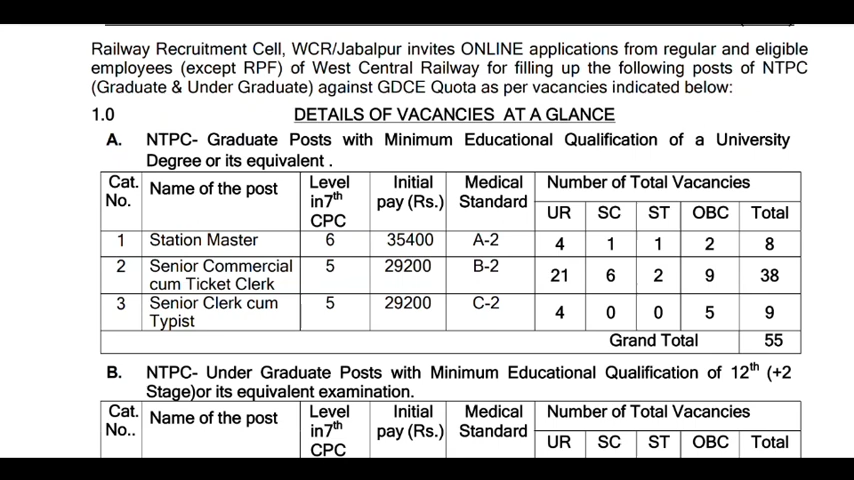 Railway Recruitment Cell, WCR/Jabalpur invites ONLINE applications from regular and eligible
employees (except RPF) of West Central Railway for filling up the following posts of NTPC
(Graduate & Under Graduate) against GDCE Quota as per vacancies indicated below:
1.0 DETAILS OF VACANCIES AT A GLANCE
A. NTPC- Graduate Posts with Minimum Educational Qualification of a University
Degree or its equivalent .
Cat. No. Name of the post Level in7th CPC Initial pay (Rs.) Medical Standard Number of Total Vacancies
UR SC ST OBC Total
1 Station Master 6 35400 A-2 4 1 1 2 8
2 Senior Commercial cum Ticket Clerk 5 29200 B-2 21 6 2 9 38
3 Senior Clerk cum Typist 5 29200 C-2 4 0 0 5 9
Grand Total 55
B. NTPC- Under Graduate Posts with Minimum Educational Qualification of 12th (+2
Stage)or its equivalent examination.
Cat. No.. Name of the post Level in7th CPC Initial pay (Rs.) Medical Standard Number of Total Vacancies
UR SC ST OBC Total